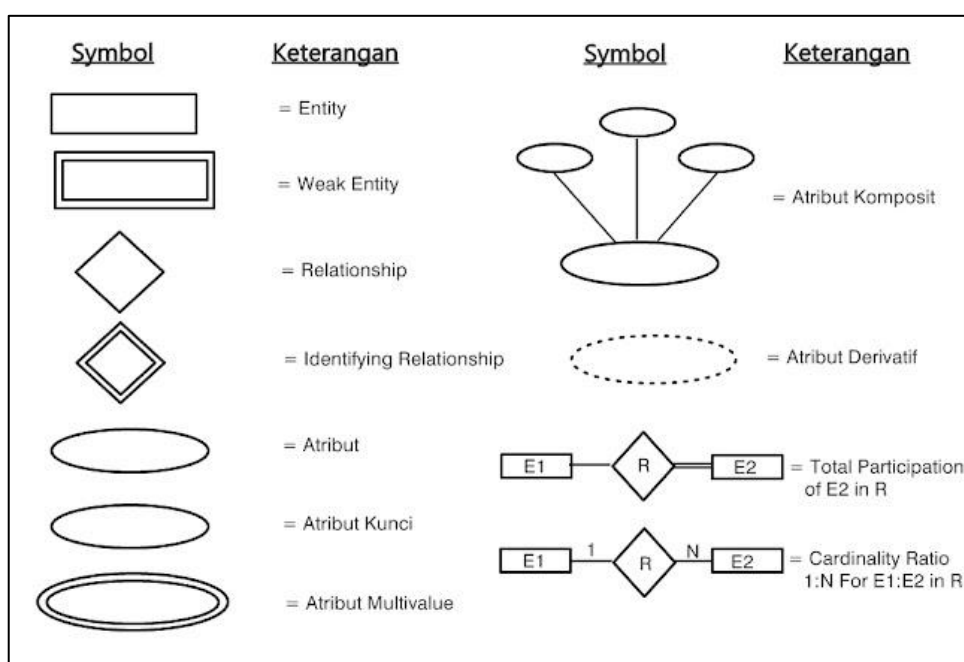 Symbol
Keterangan
= Entity
= Weak Entity
= Relationship
= Identifying Relationship
= Atribut
= Atribut Kunci
= Atribut Multivalue
Symbol
Keterangan
= Atribut Komposit
= Atribut Derivatif
E1 R E2 = Total Participation
of E2 in R
E1 1 R N E2 = Cardinality Ratio
1:N For E1:E2 in R